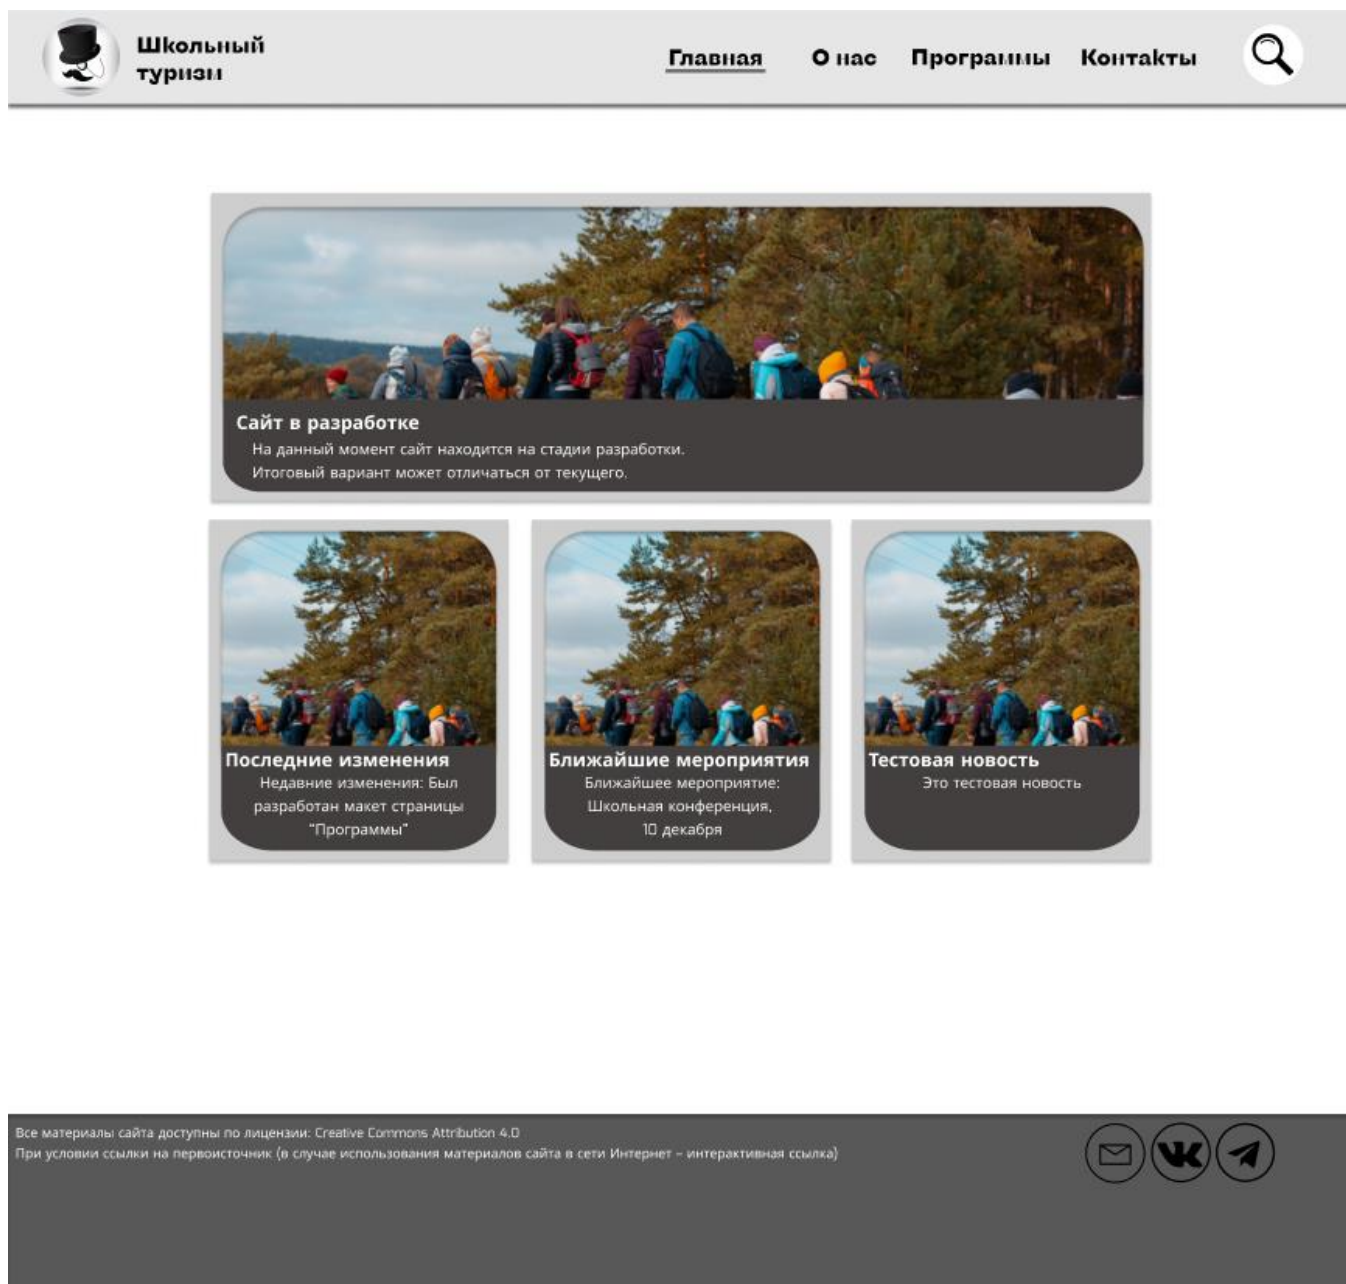 Школьный
туризм
Главная О нас Программы Контакты
Сайт в разработке
На данный момент сайт находится на стадии разработки.
Итоговый вариант может отличаться от текущего.
Последние изменения
Недавние изменения: Был
разработан макет страницы
"Программы"
Ближайшие мероприятия
Ближайшее мероприятие:
Школьная конференция,
10 декабря
Тестовая новость
Это тестовая новость
Все материалы сайта доступны по лицензии: Creative Commons Attribution 4.0
При условии ссылки на первоисточник (в случае использования материалов сайта в сети Интернет – интерактивная ссылка)